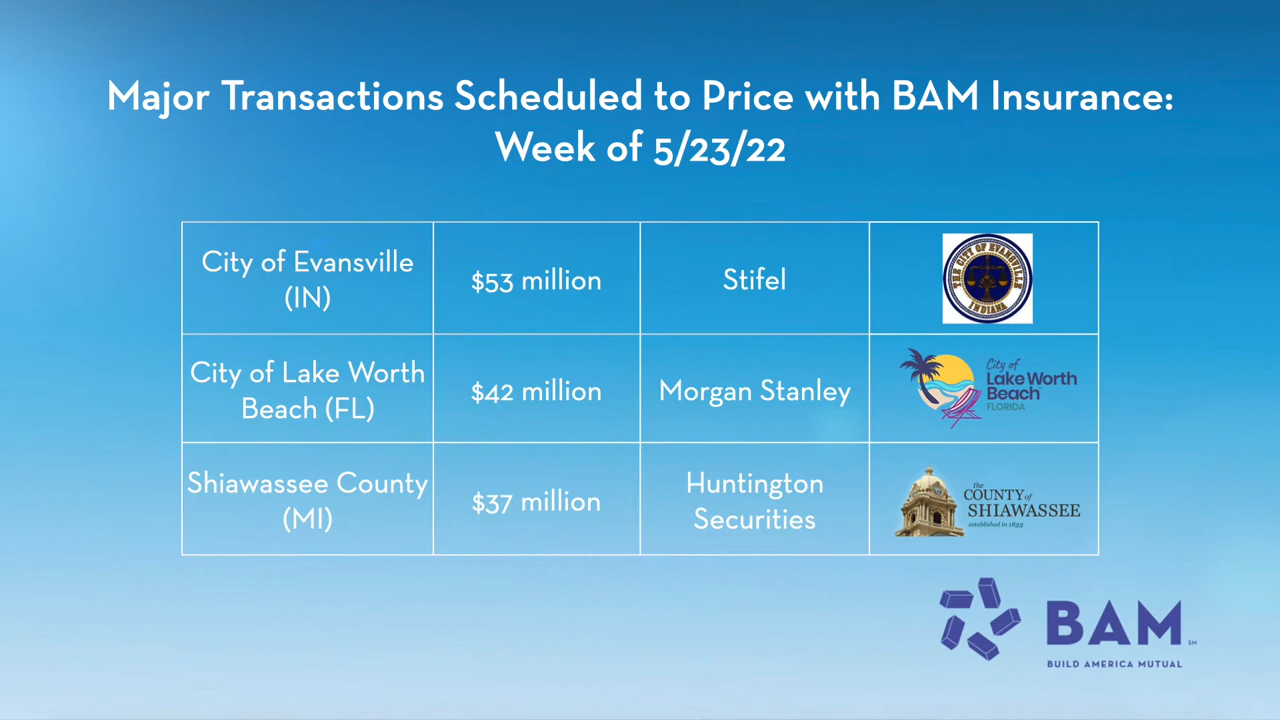 Major Transactions Scheduled to Price with BAM Insurance:
Week of 5/23/22
City of Evansville
(IN)
$53 million
Stifel
THE CITY OF EVANSVILLE
INDIANA
City of Lake Worth
Beach (FL)
$42 million
Morgan Stanley
City of
Lake Worth
Beach™
FLORIDA
Shiawassee County
(MI)
$37 million
Huntington
Securities
the
COUNTY of
SHIAWASSEE
established in 1822
BAM SM
BUILD AMERICA MUTUAL